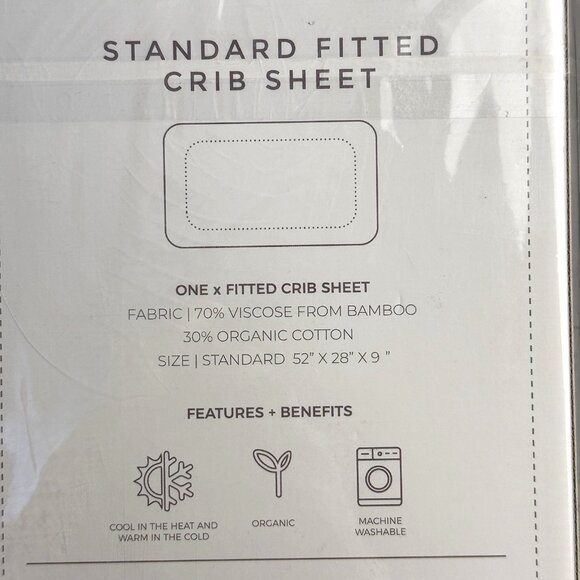 STANDARD FITTED
CRIB SHEET
ONE x FITTED CRIB SHEET
FABRIC | 70% VISCOSE FROM BAMBOO
30% ORGANIC COTTON
SIZE | STANDARD 52" X 28" X 9 "
FEATURES + BENEFITS
COOL IN THE HEAT AND
WARM IN THE COLD
ORGANIC
MACHINE
WASHABLE